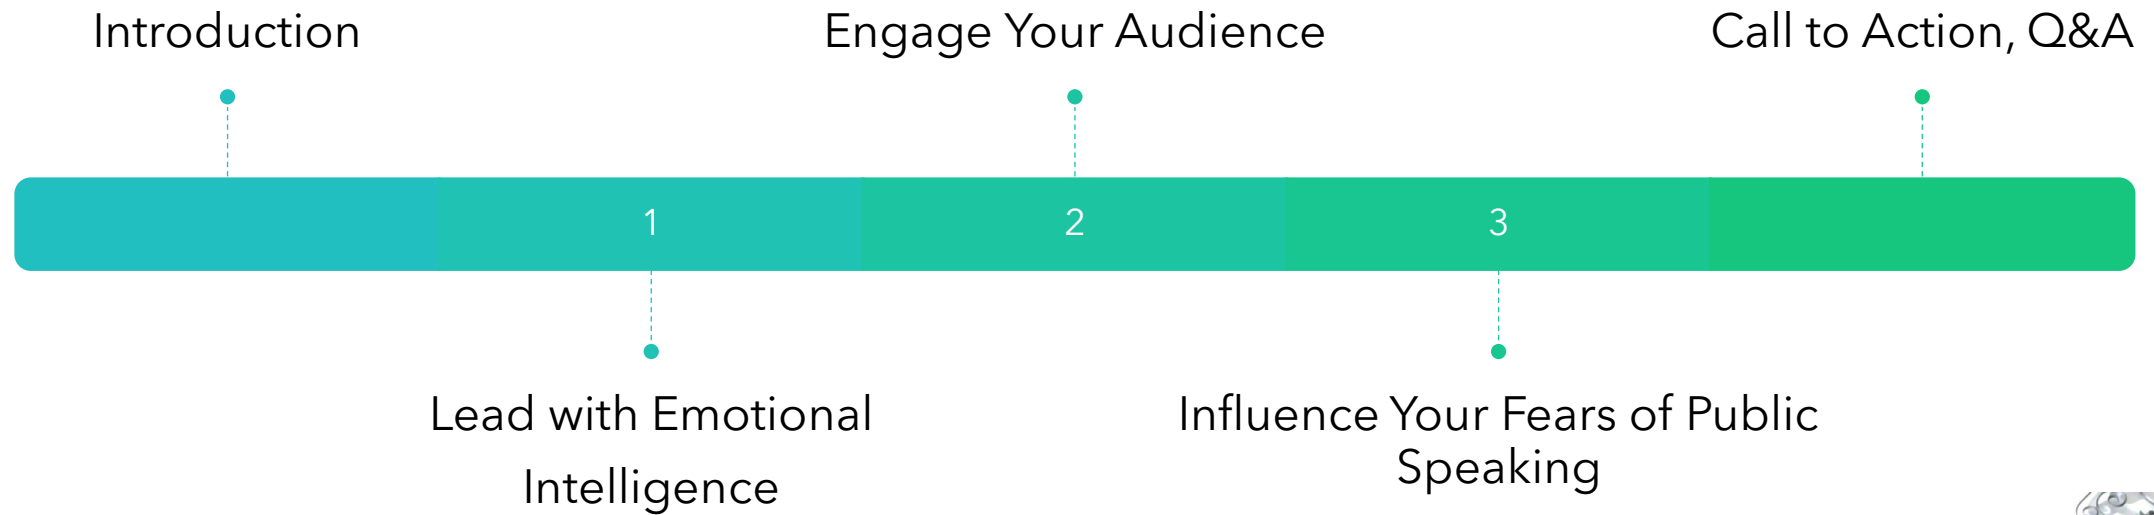 Introduction
Engage Your Audience
Call to Action, Q&A
1
2
3
Lead with Emotional
Intelligence
Influence Your Fears of Public
Speaking